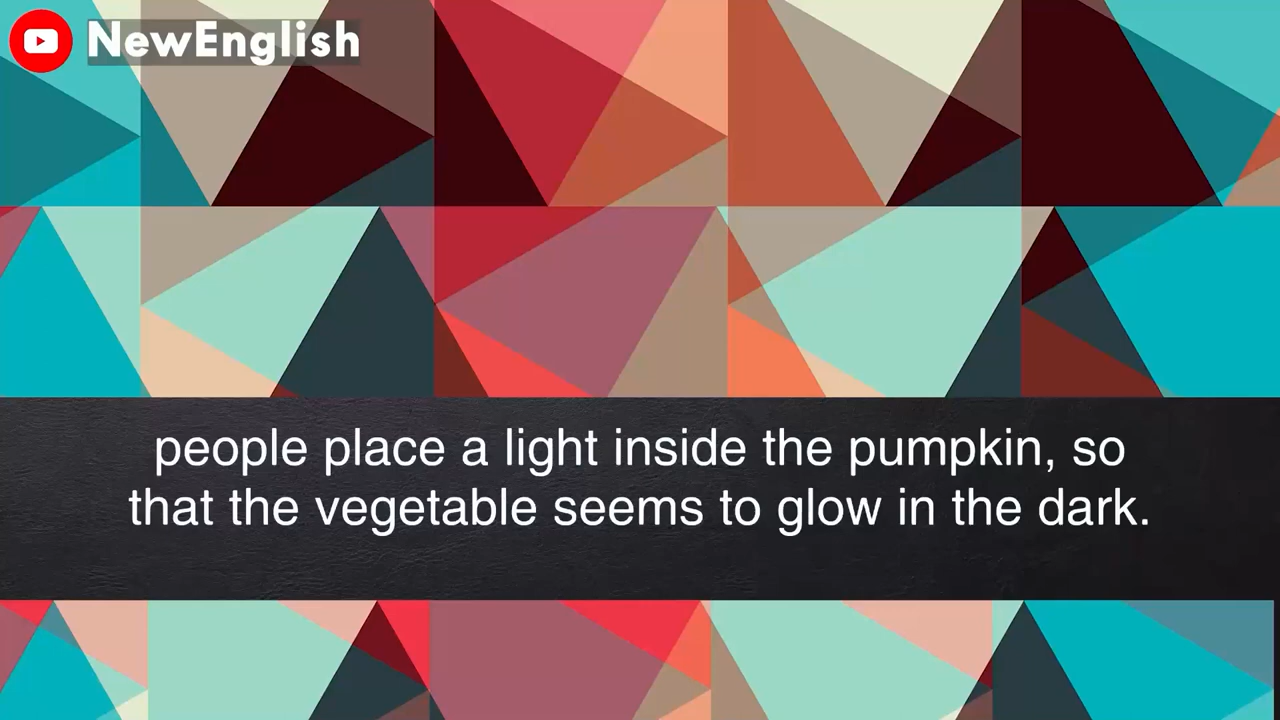 NewEnglish
people place a light inside the pumpkin, so
that the vegetable seems to glow in the dark.